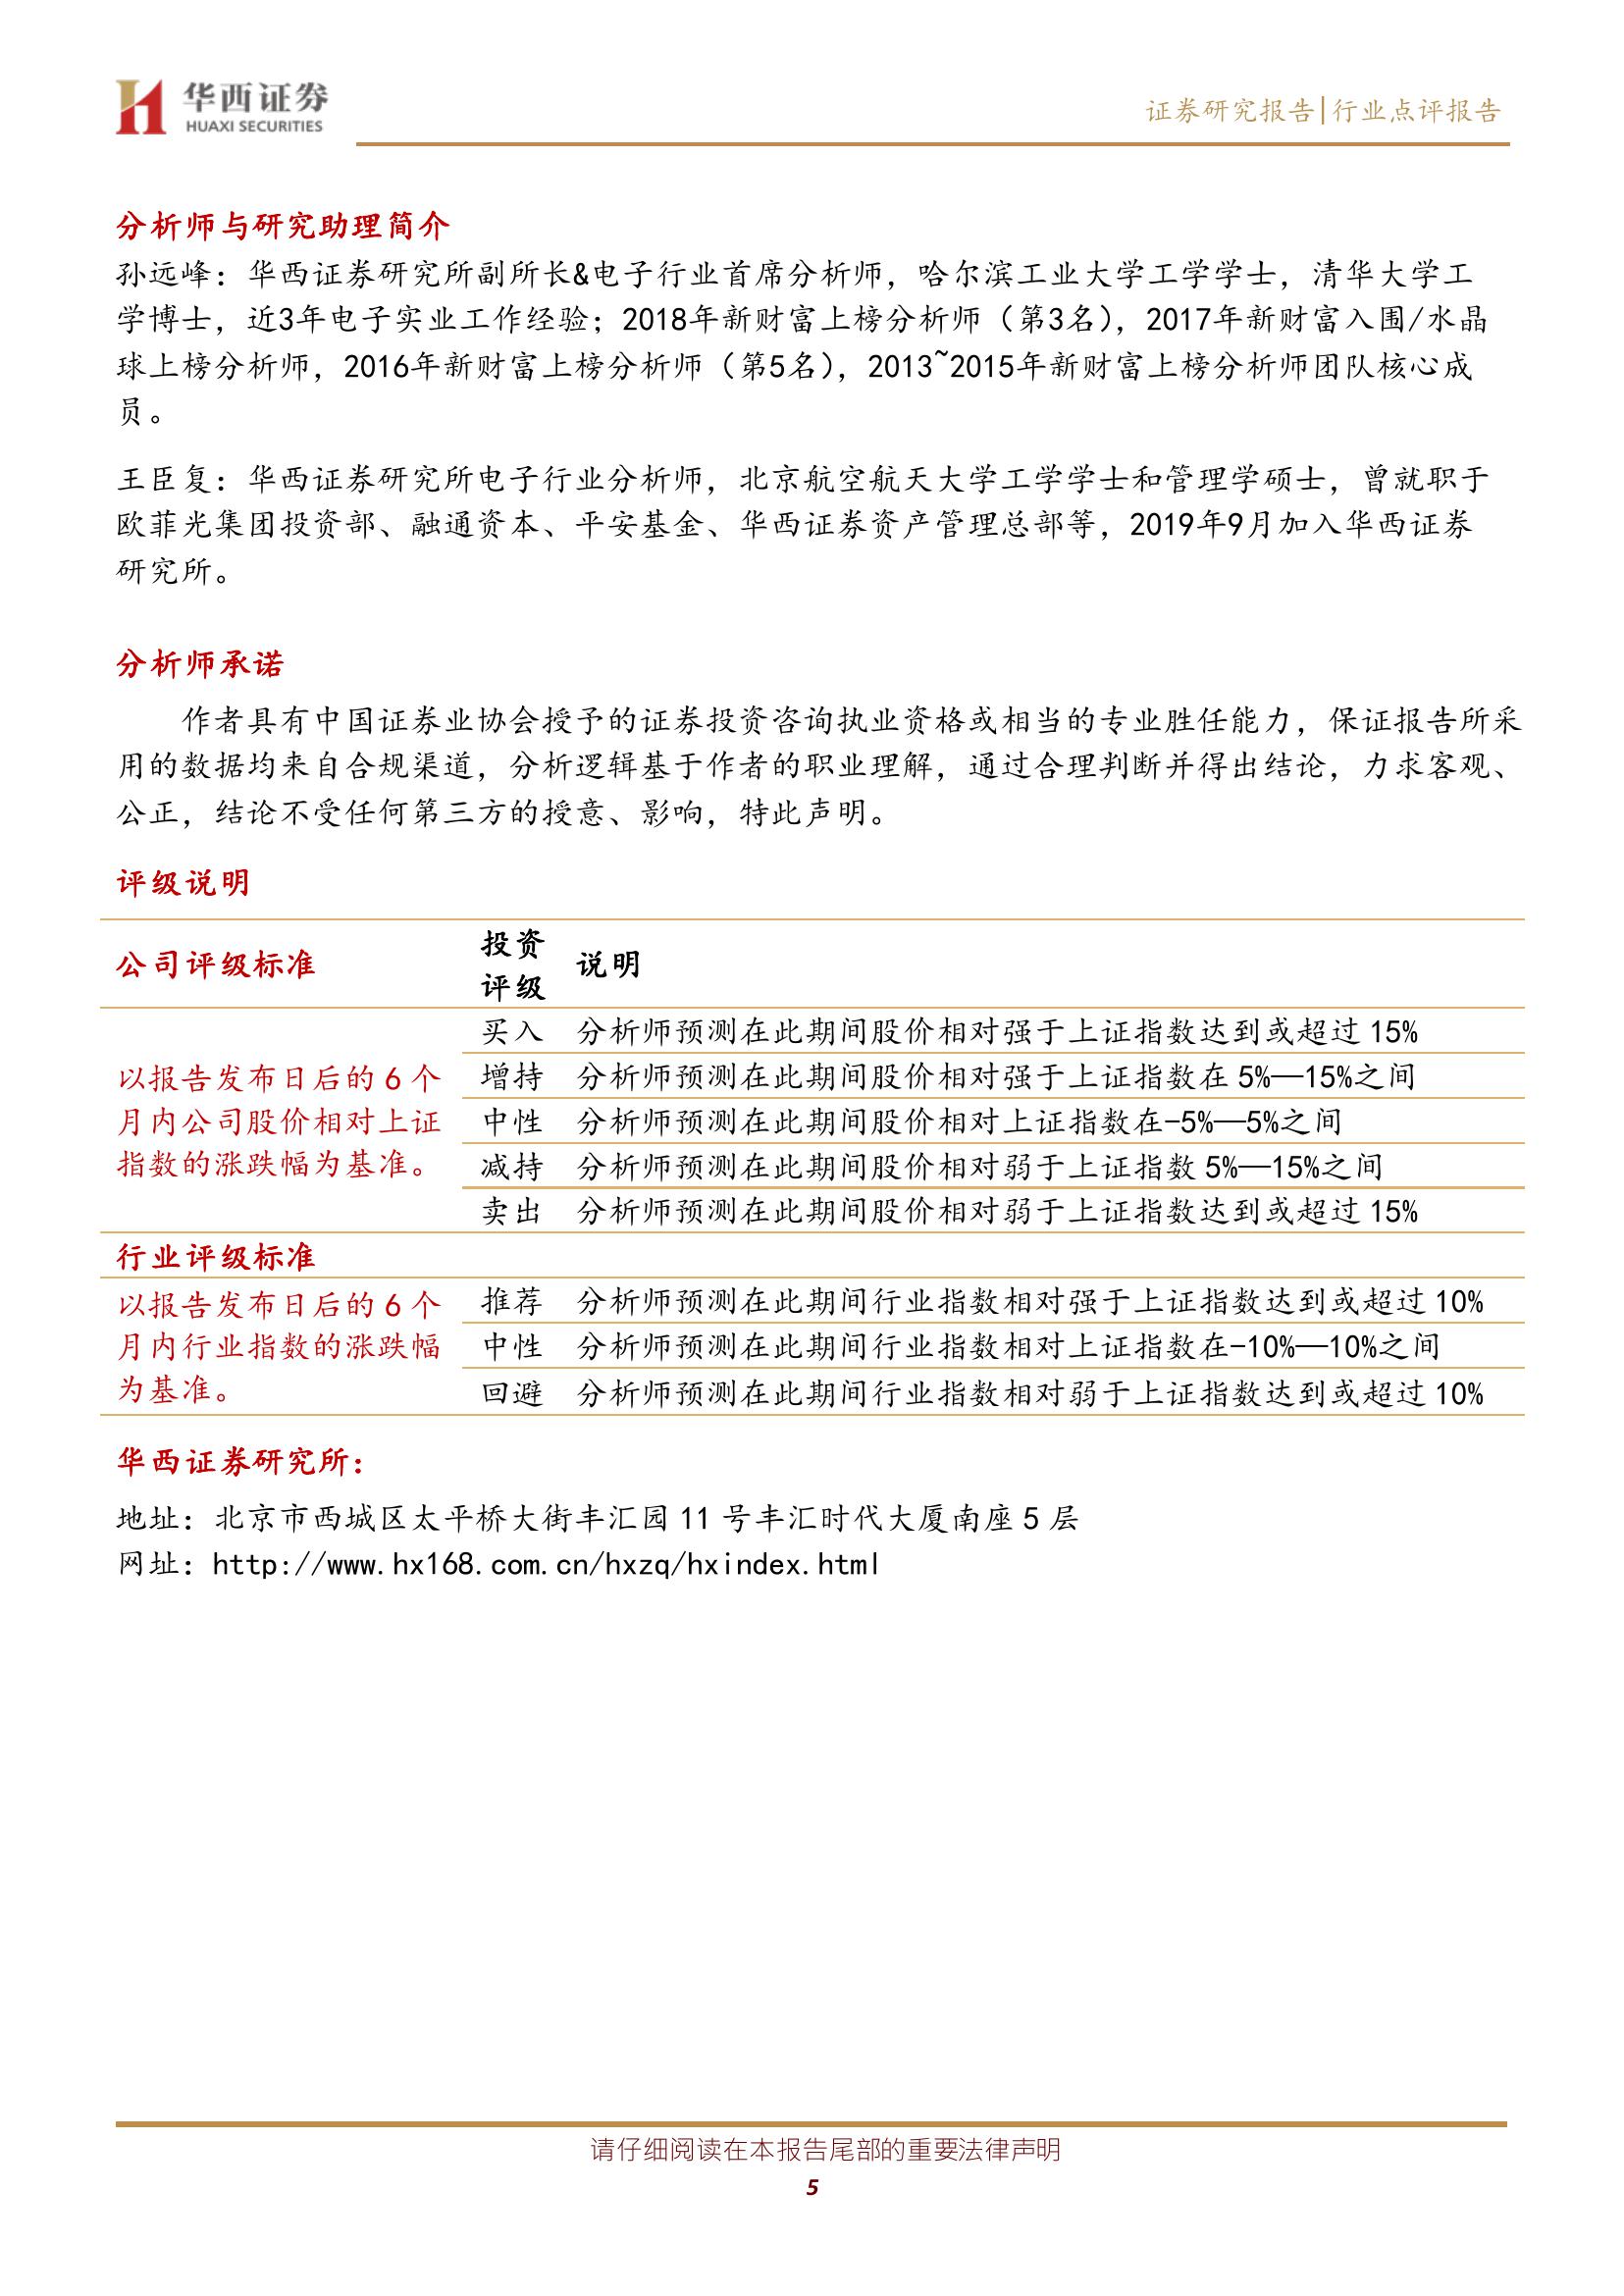 华西证券
HUAXI SECURITIES
证券研究报告|行业点评报告
分析师与研究助理简介
孙远峰：华西证券研究所副所长&电子行业首席分析师，哈尔滨工业大学工学学士，清华大学工
学博士，近3年电子实业工作经验；2018年新财富上榜分析师（第3名），2017年新财富入围/水晶
球上榜分析师，2016年新财富上榜分析师（第5名），2013~2015年新财富上榜分析师团队核心成
员。
王臣复：华西证券研究所电子行业分析师，北京航空航天大学工学学士和管理学硕士，曾就职于
欧菲光集团投资部、融通资本、平安基金、华西证券资产管理总部等，2019年9月加入华西证券
研究所。
分析师承诺
作者具有中国证券业协会授予的证券投资咨询执业资格或相当的专业胜任能力，保证报告所采
用的数据均来自合规渠道，分析逻辑基于作者的职业理解，通过合理判断并得出结论，力求客观、
公正，结论不受任何第三方的授意、影响，特此声明。
评级说明
公司评级标准 投资评级 说明
以报告发布日后的 6 个
月内公司股价相对上证
指数的涨跌幅为基准。
买入 分析师预测在此期间股价相对强于上证指数达到或超过 15%
增持 分析师预测在此期间股价相对强于上证指数在 5%—15%之间
中性 分析师预测在此期间股价相对上证指数在-5%—5%之间
减持 分析师预测在此期间股价相对弱于上证指数 5%—15%之间
卖出 分析师预测在此期间股价相对弱于上证指数达到或超过 15%
行业评级标准
以报告发布日后的 6 个
月内行业指数的涨跌幅
为基准。
推荐 分析师预测在此期间行业指数相对强于上证指数达到或超过 10%
中性 分析师预测在此期间行业指数相对上证指数在-10%—10%之间
回避 分析师预测在此期间行业指数相对弱于上证指数达到或超过 10%
华西证券研究所：
地址：北京市西城区太平桥大街丰汇园 11 号丰汇时代大厦南座 5 层
网址：http://www.hx168.com.cn/hxzq/hxindex.html
请仔细阅读在本报告尾部的重要法律声明
5